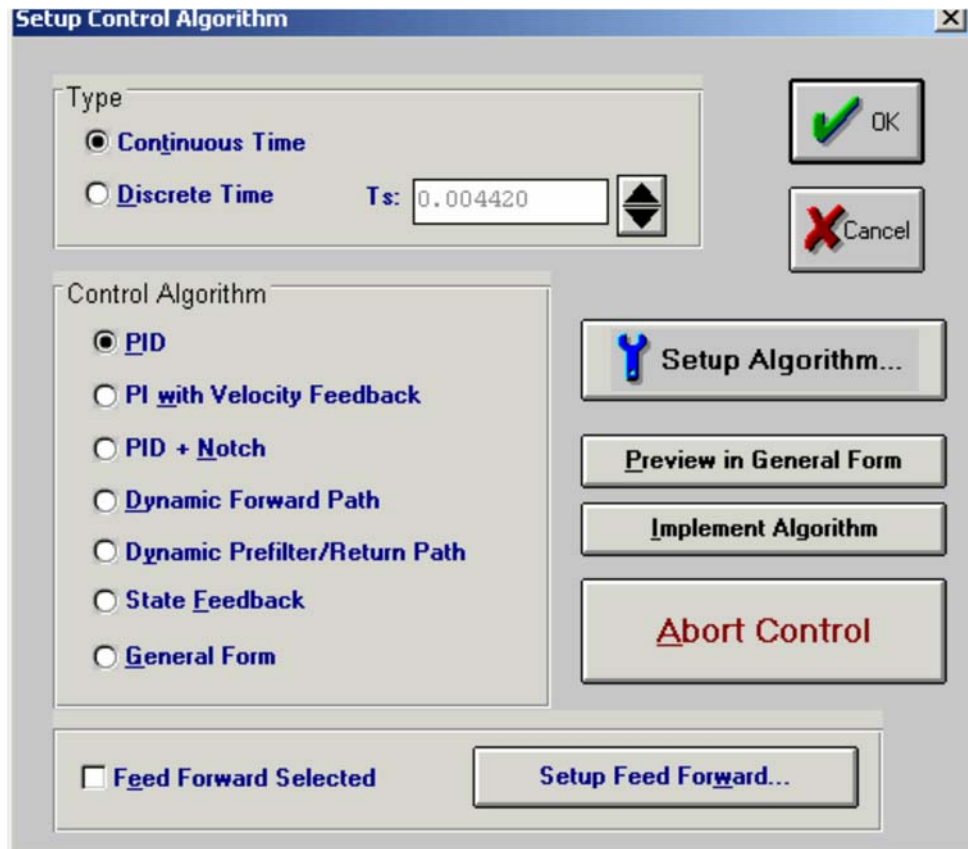 Setup Control Algorithm
Type
Continuous Time
Discrete Time Ts: 0.004420
OK
Cancel
Control Algorithm
PID
PI with Velocity Feedback
PID + Notch
Dynamic Forward Path
Dynamic Prefilter/Return Path
State Feedback
General Form
Setup Algorithm...
Preview in General Form
Implement Algorithm
Abort Control
Feed Forward Selected
Setup Feed Forward...